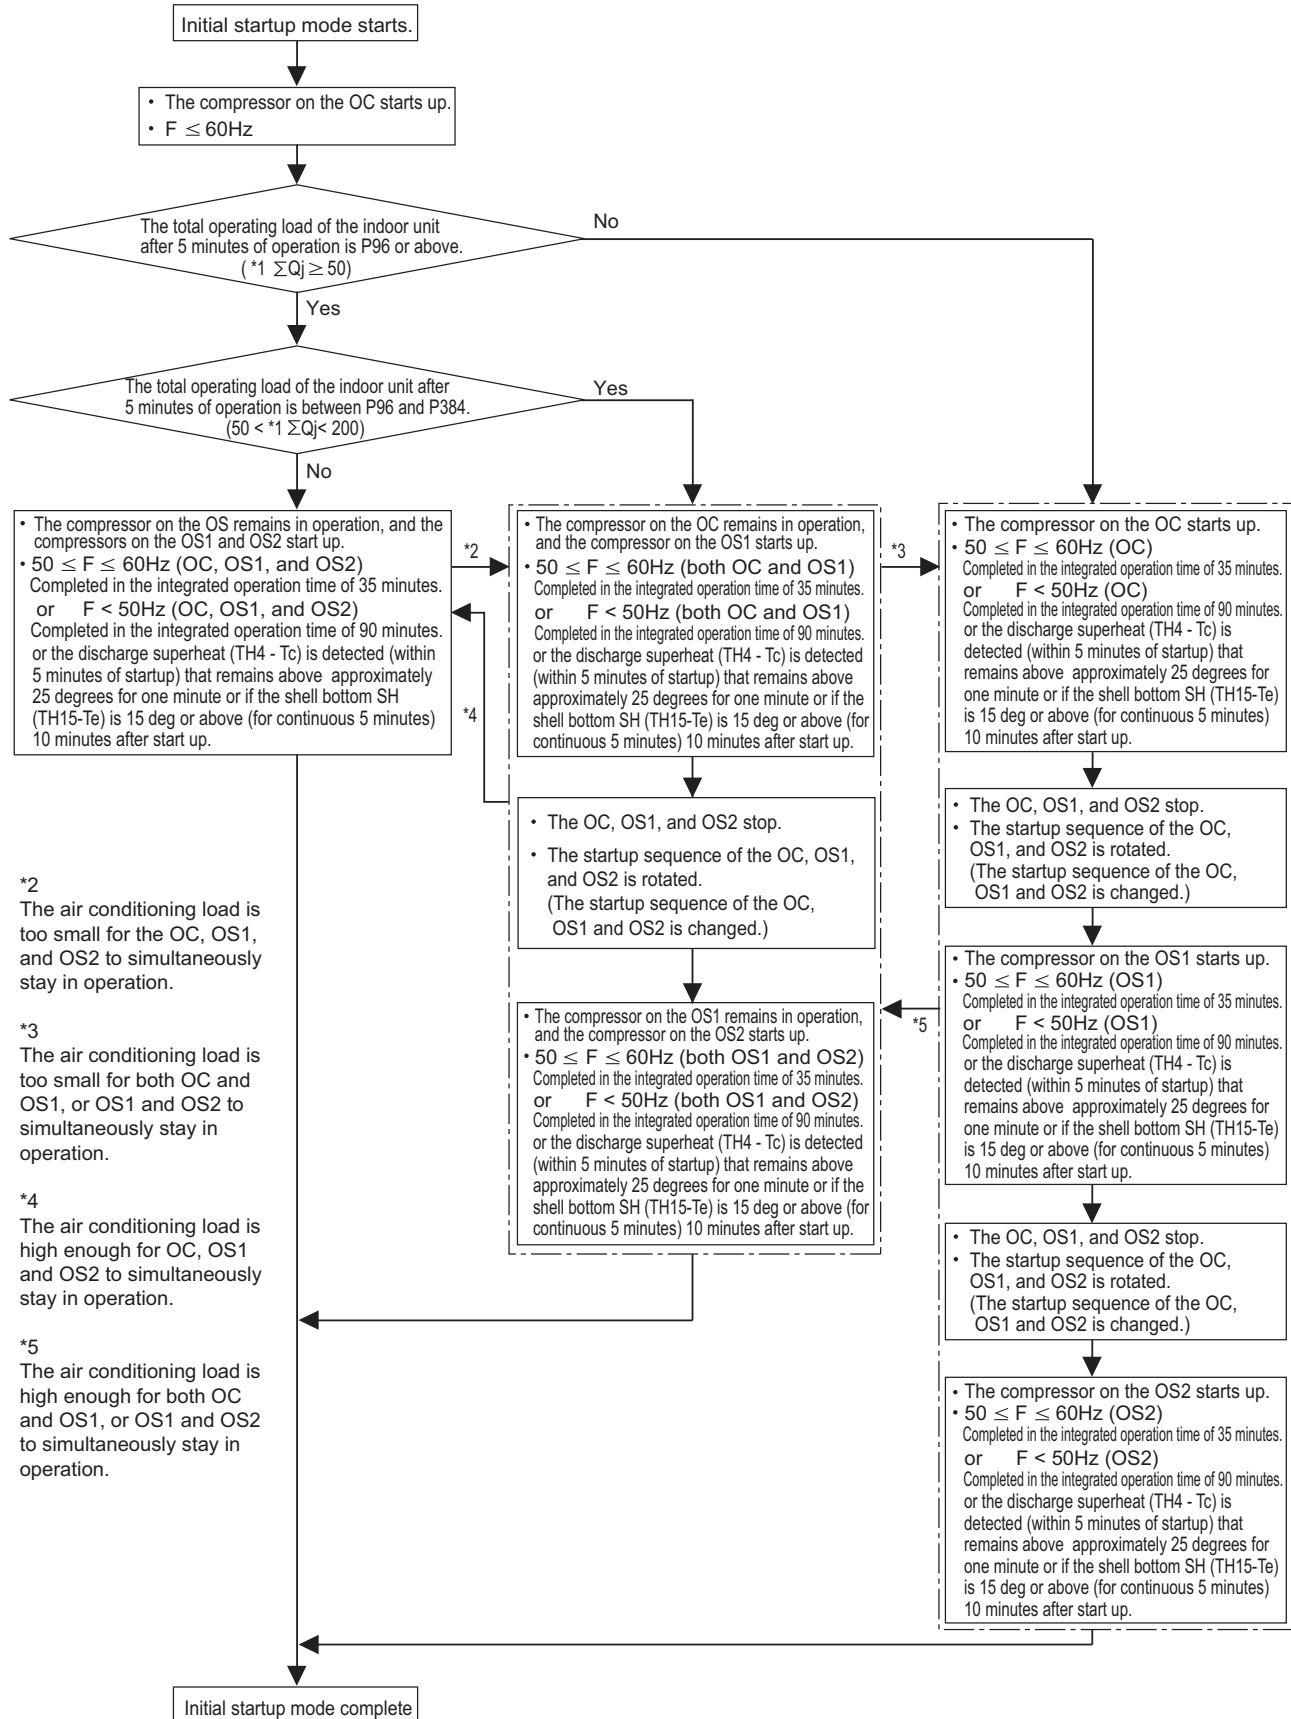 Initial startup mode starts.
• The compressor on the OC starts up.
• F ≤ 60Hz
The total operating load of the indoor unit
after 5 minutes of operation is P96 or above.
( *1 ∑Qj ≥ 50)
No
Yes
The total operating load of the indoor unit after
5 minutes of operation is between P96 and P384.
(50 < *1 ∑Qj< 200)
Yes
No
• The compressor on the OS remains in operation, and the
compressors on the OS1 and OS2 start up.
• 50 ≤ F ≤ 60Hz (OC, OS1, and OS2)
Completed in the integrated operation time of 35 minutes.
or F < 50Hz (OC, OS1, and OS2)
Completed in the integrated operation time of 90 minutes.
or the discharge superheat (TH4 - Tc) is detected (within
5 minutes of startup) that remains above approximately
25 degrees for one minute or if the shell bottom SH
(TH15-Te) is 15 deg or above (for continuous 5 minutes)
10 minutes after start up.
*2
*4
• The compressor on the OC remains in operation,
and the compressor on the OS1 starts up.
• 50 ≤ F ≤ 60Hz (both OC and OS1)
Completed in the integrated operation time of 35 minutes.
or F < 50Hz (both OC and OS1)
Completed in the integrated operation time of 90 minutes.
or the discharge superheat (TH4 - Tc) is detected
(within 5 minutes of startup) that remains above
approximately 25 degrees for one minute or if the
shell bottom SH (TH15-Te) is 15 deg or above (for
continuous 5 minutes) 10 minutes after start up.
*3
• The OC, OS1, and OS2 stop.
• The startup sequence of the OC, OS1,
and OS2 is rotated.
(The startup sequence of the OC,
OS1 and OS2 is changed.)
• The compressor on the OS1 remains in operation,
and the compressor on the OS2 starts up.
• 50 ≤ F ≤ 60Hz (both OS1 and OS2)
Completed in the integrated operation time of 35 minutes.
or F < 50Hz (both OS1 and OS2)
Completed in the integrated operation time of 90 minutes.
or the discharge superheat (TH4 - Tc) is detected
(within 5 minutes of startup) that remains above
approximately 25 degrees for one minute or if the
shell bottom SH (TH15-Te) is 15 deg or above (for
continuous 5 minutes) 10 minutes after start up.
*5
• The compressor on the OC starts up.
• 50 ≤ F ≤ 60Hz (OC)
Completed in the integrated operation time of 35 minutes.
or F < 50Hz (OC)
Completed in the integrated operation time of 90 minutes.
or the discharge superheat (TH4 - Tc) is
detected (within 5 minutes of startup) that
remains above approximately 25 degrees for
one minute or if the shell bottom SH (TH15-Te)
is 15 deg or above (for continuous 5 minutes)
10 minutes after start up.
• The OC, OS1, and OS2 stop.
• The startup sequence of the OC,
OS1, and OS2 is rotated.
(The startup sequence of the OC,
OS1 and OS2 is changed.)
• The compressor on the OS1 starts up.
• 50 ≤ F ≤ 60Hz (OS1)
Completed in the integrated operation time of 35 minutes.
or F < 50Hz (OS1)
Completed in the integrated operation time of 90 minutes.
or the discharge superheat (TH4 - Tc) is
detected (within 5 minutes of startup) that
remains above approximately 25 degrees for
one minute or if the shell bottom SH (TH15-Te)
is 15 deg or above (for continuous 5 minutes)
10 minutes after start up.
• The OC, OS1, and OS2 stop.
• The startup sequence of the OC,
OS1, and OS2 is rotated.
(The startup sequence of the OC,
OS1 and OS2 is changed.)
• The compressor on the OS2 starts up.
• 50 ≤ F ≤ 60Hz (OS2)
Completed in the integrated operation time of 35 minutes.
or F < 50Hz (OS2)
Completed in the integrated operation time of 90 minutes.
or the discharge superheat (TH4 - Tc) is
detected (within 5 minutes of startup) that
remains above approximately 25 degrees for
one minute or if the shell bottom SH (TH15-Te)
is 15 deg or above (for continuous 5 minutes)
10 minutes after start up.
*2
The air conditioning load is
too small for the OC, OS1,
and OS2 to simultaneously
stay in operation.
*3
The air conditioning load is
too small for both OC and
OS1, or OS1 and OS2 to
simultaneously stay in
operation.
*4
The air conditioning load is
high enough for OC, OS1
and OS2 to simultaneously
stay in operation.
*5
The air conditioning load is
high enough for both OC
and OS1, or OS1 and OS2
to simultaneously stay in
operation.
Initial startup mode complete